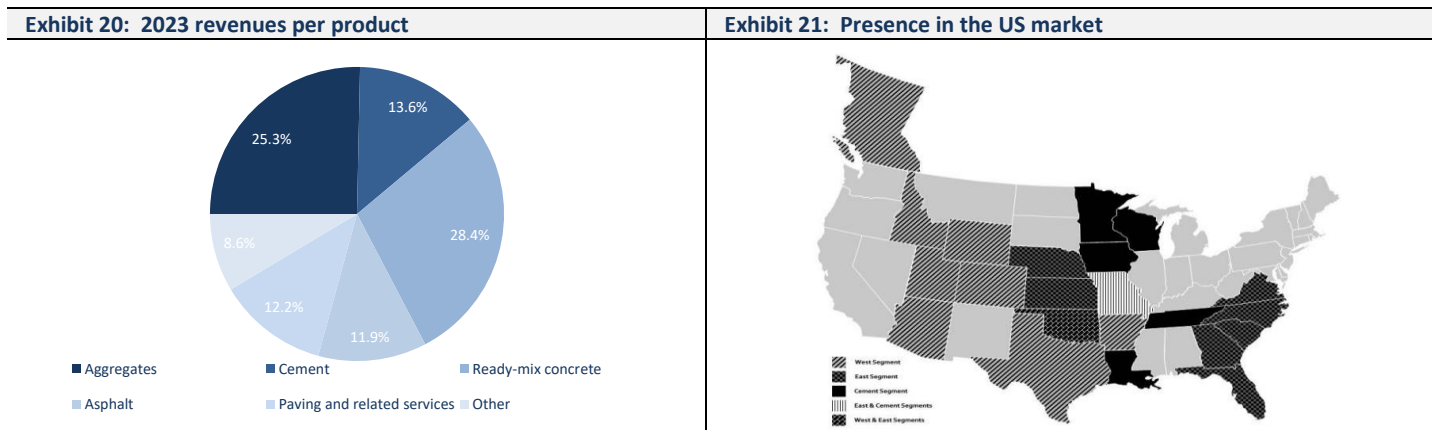 Exhibit 20: 2023 revenues per product
Exhibit 21: Presence in the US market
13.6%
25.3%
28.4%
8.6%
12.2%
11.9%
Aggregates
Cement
Ready-mix concrete
Asphalt
Paving and related services
Other
West Segment
East Segment
Cement Segment
East & Cement Segments
West & East Segments